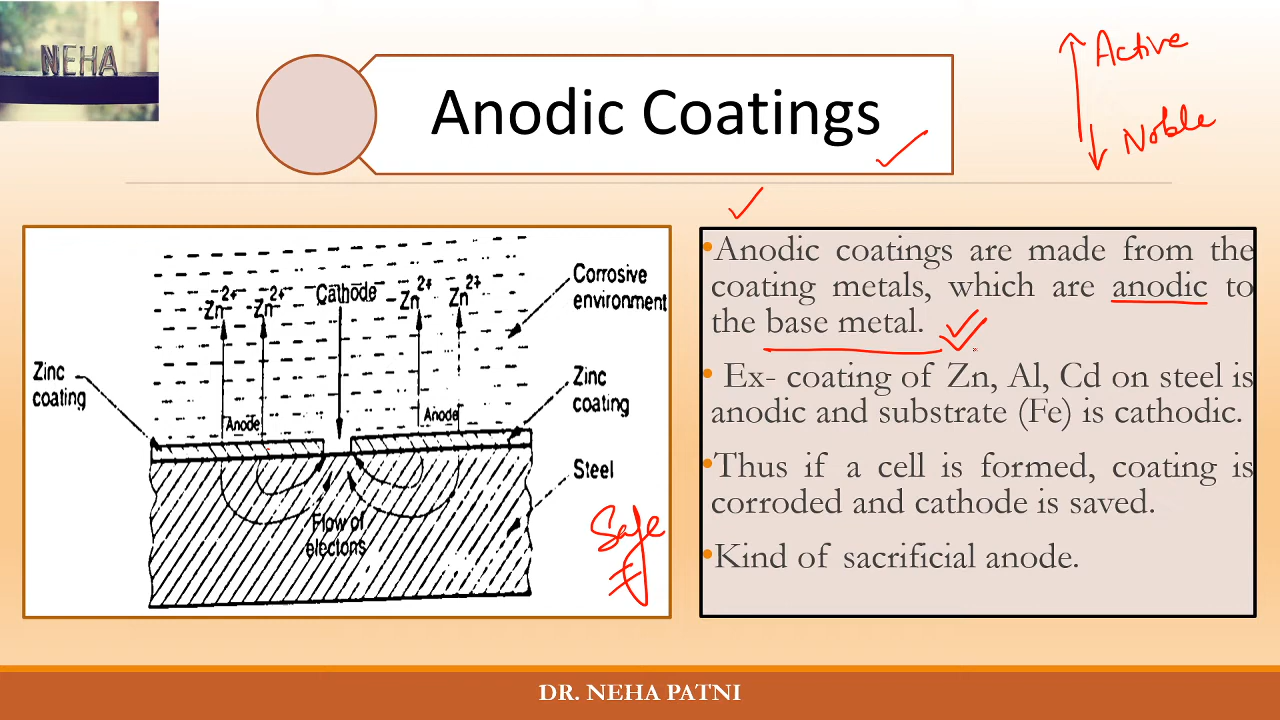 NEHA
Anodic Coatings
Active
Noble
Zn2+ Zn2+ Cathode Zn2+ Zn2+
Corrosive
environment
Zinc
coating
Anode
Anode
Zinc
coating
Steel
Flow of
electons
Safe
•Anodic coatings are made from the
coating metals, which are anodic to
the base metal.
• Ex- coating of Zn, Al, Cd on steel is
anodic and substrate (Fe) is cathodic.
•Thus if a cell is formed, coating is
corroded and cathode is saved.
•Kind of sacrificial anode.
DR. NEHA PATNI